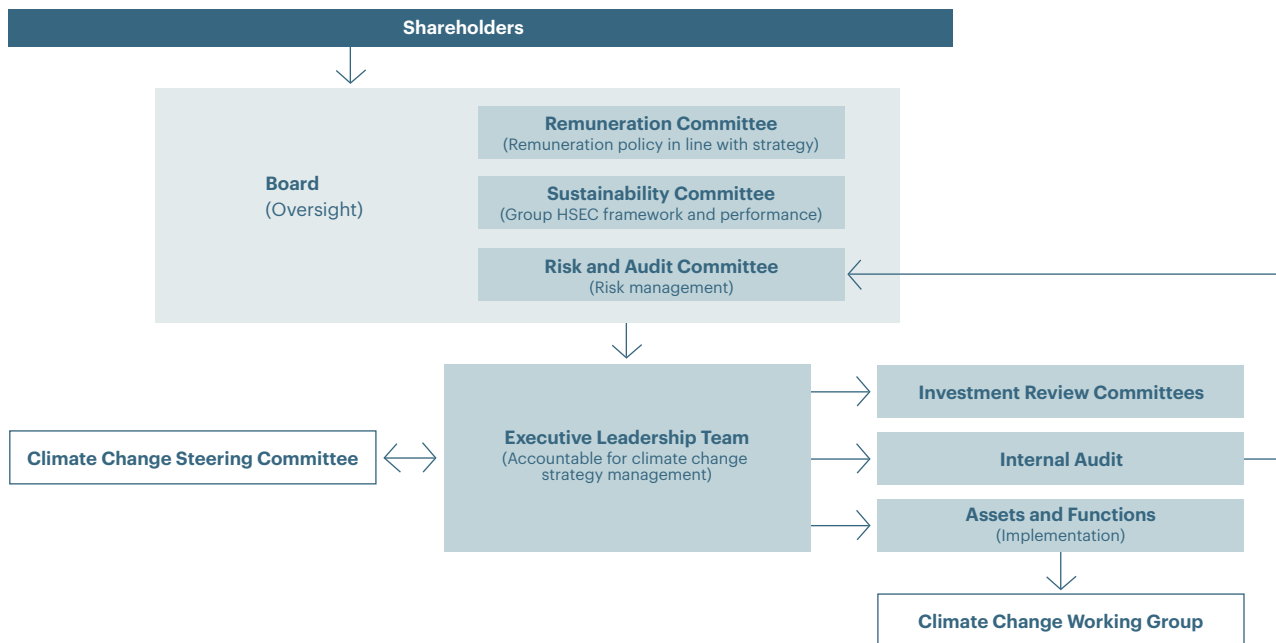 Shareholders
Remuneration Committee
(Remuneration policy in line with strategy)
Board
(Oversight)
Sustainability Committee
(Group HSEC framework and performance)
Risk and Audit Committee
(Risk management)
Investment Review Committees
Climate Change Steering Committee
Executive Leadership Team
(Accountable for climate change
strategy management)
Internal Audit
Assets and Functions
(Implementation)
Climate Change Working Group